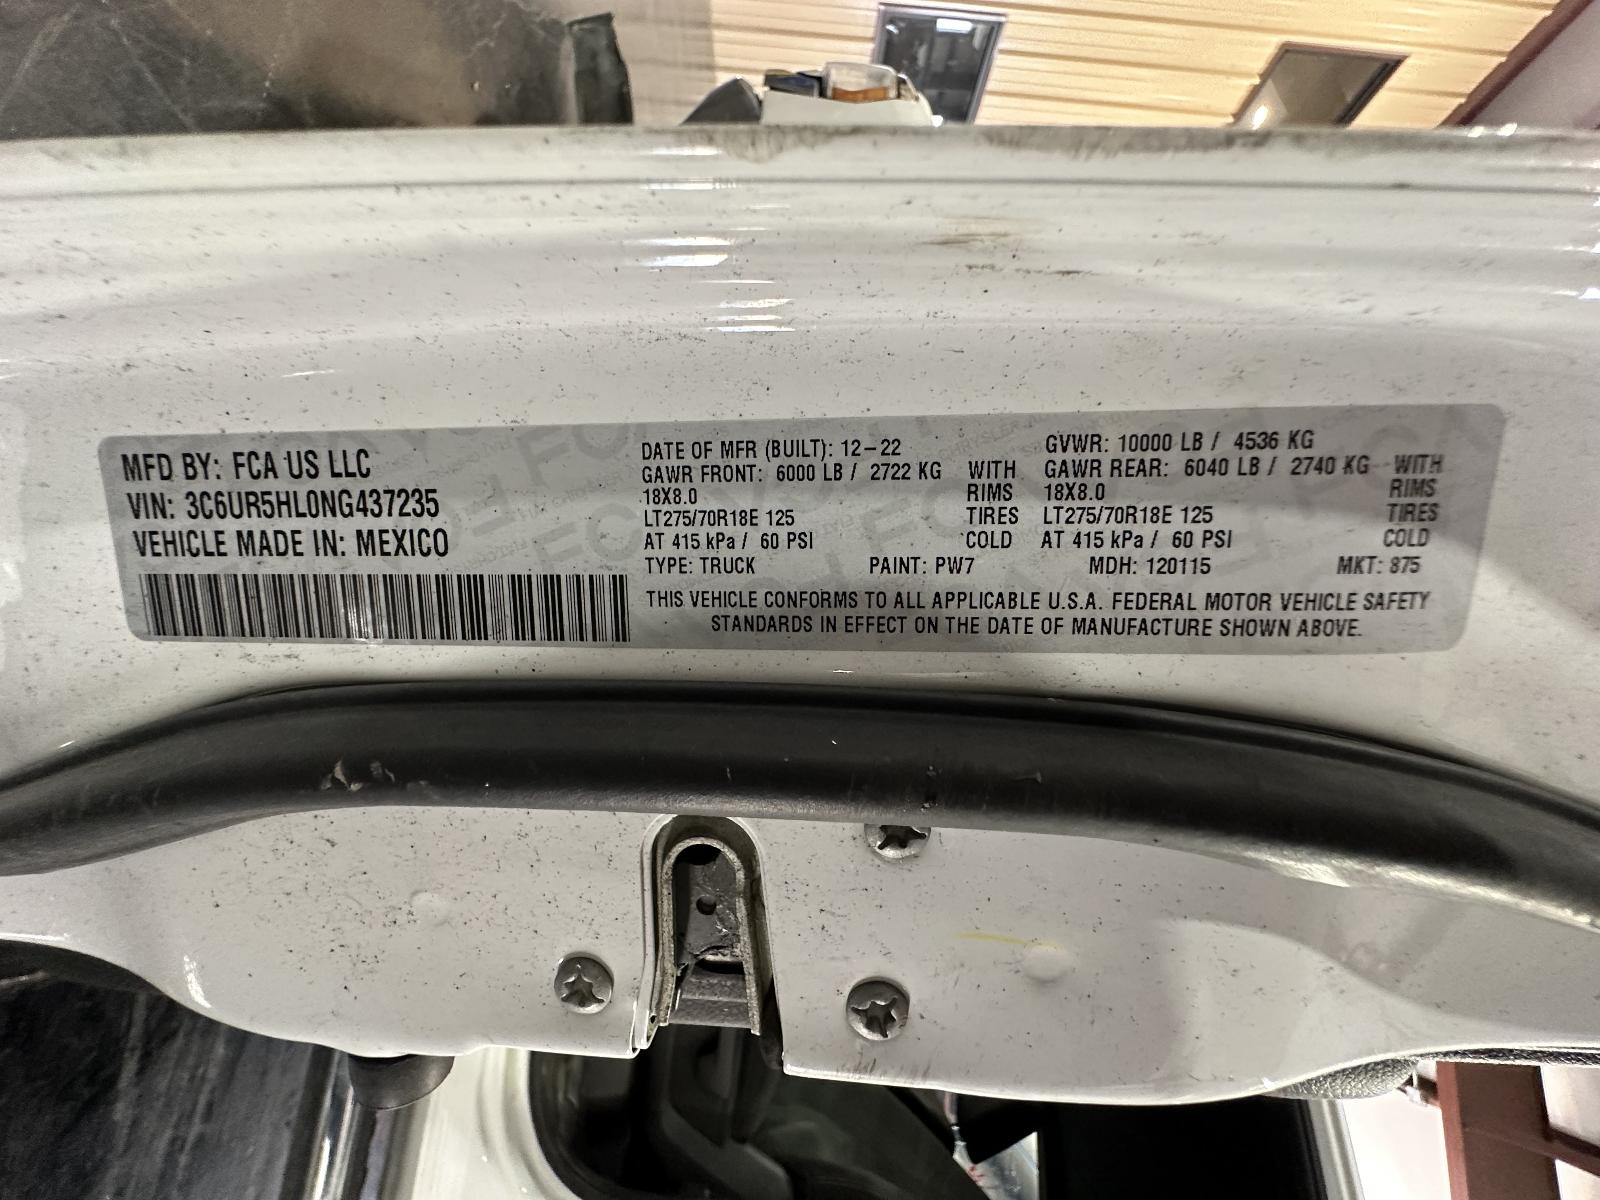 MFD BY: FCA US LLC
VIN: 3C6UR5HL0NG437235
VEHICLE MADE IN: MEXICO
DATE OF MFR (BUILT): 12-22 GVWR: 10000 LB / 4536 KG
GAWR FRONT: 6000 LB / 2722 KG WITH GAWR REAR: 6040 LB / 2740 KG WITH
18X8.0 RIMS 18X8.0 RIMS
LT275/70R18E 125 TIRES LT275/70R18E 125 TIRES
AT 415 kPa / 60 PSI COLD AT 415 kPa / 60 PSI COLD
TYPE: TRUCK PAINT: PW7 MDH: 120115 MKT: 875
THIS VEHICLE CONFORMS TO ALL APPLICABLE U.S.A. FEDERAL MOTOR VEHICLE SAFETY
STANDARDS IN EFFECT ON THE DATE OF MANUFACTURE SHOWN ABOVE.